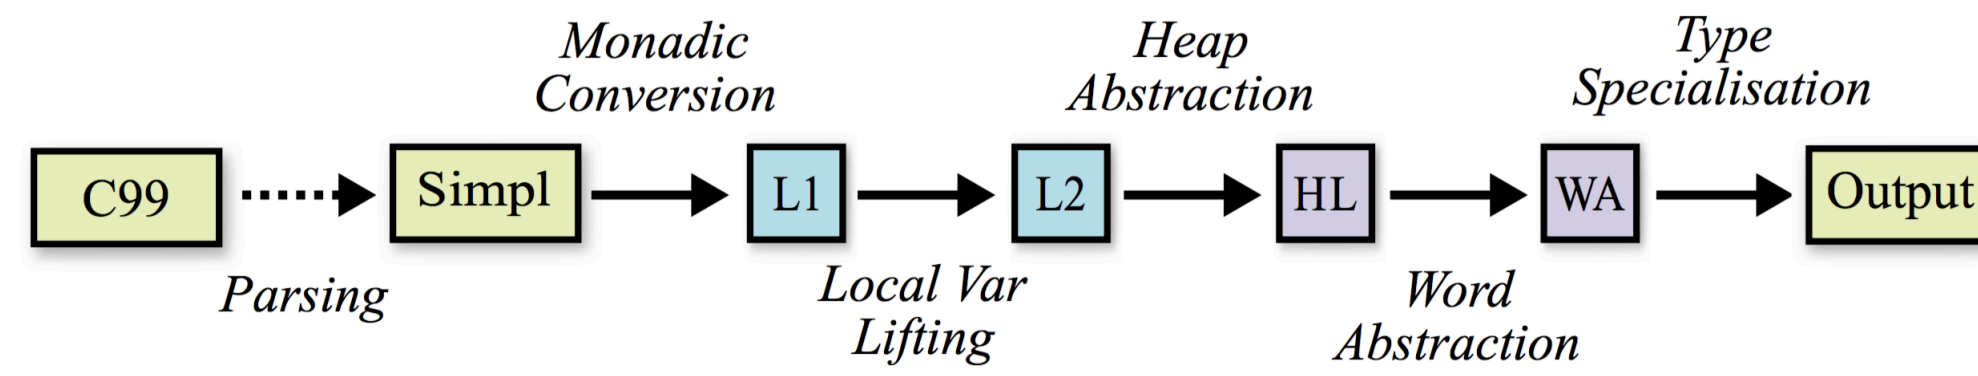 Monadic
Conversion
Heap
Abstraction
Type
Specialisation
C99
Simpl
L1
L2
HL
WA
Output
Parsing
Local Var
Lifting
Word
Abstraction